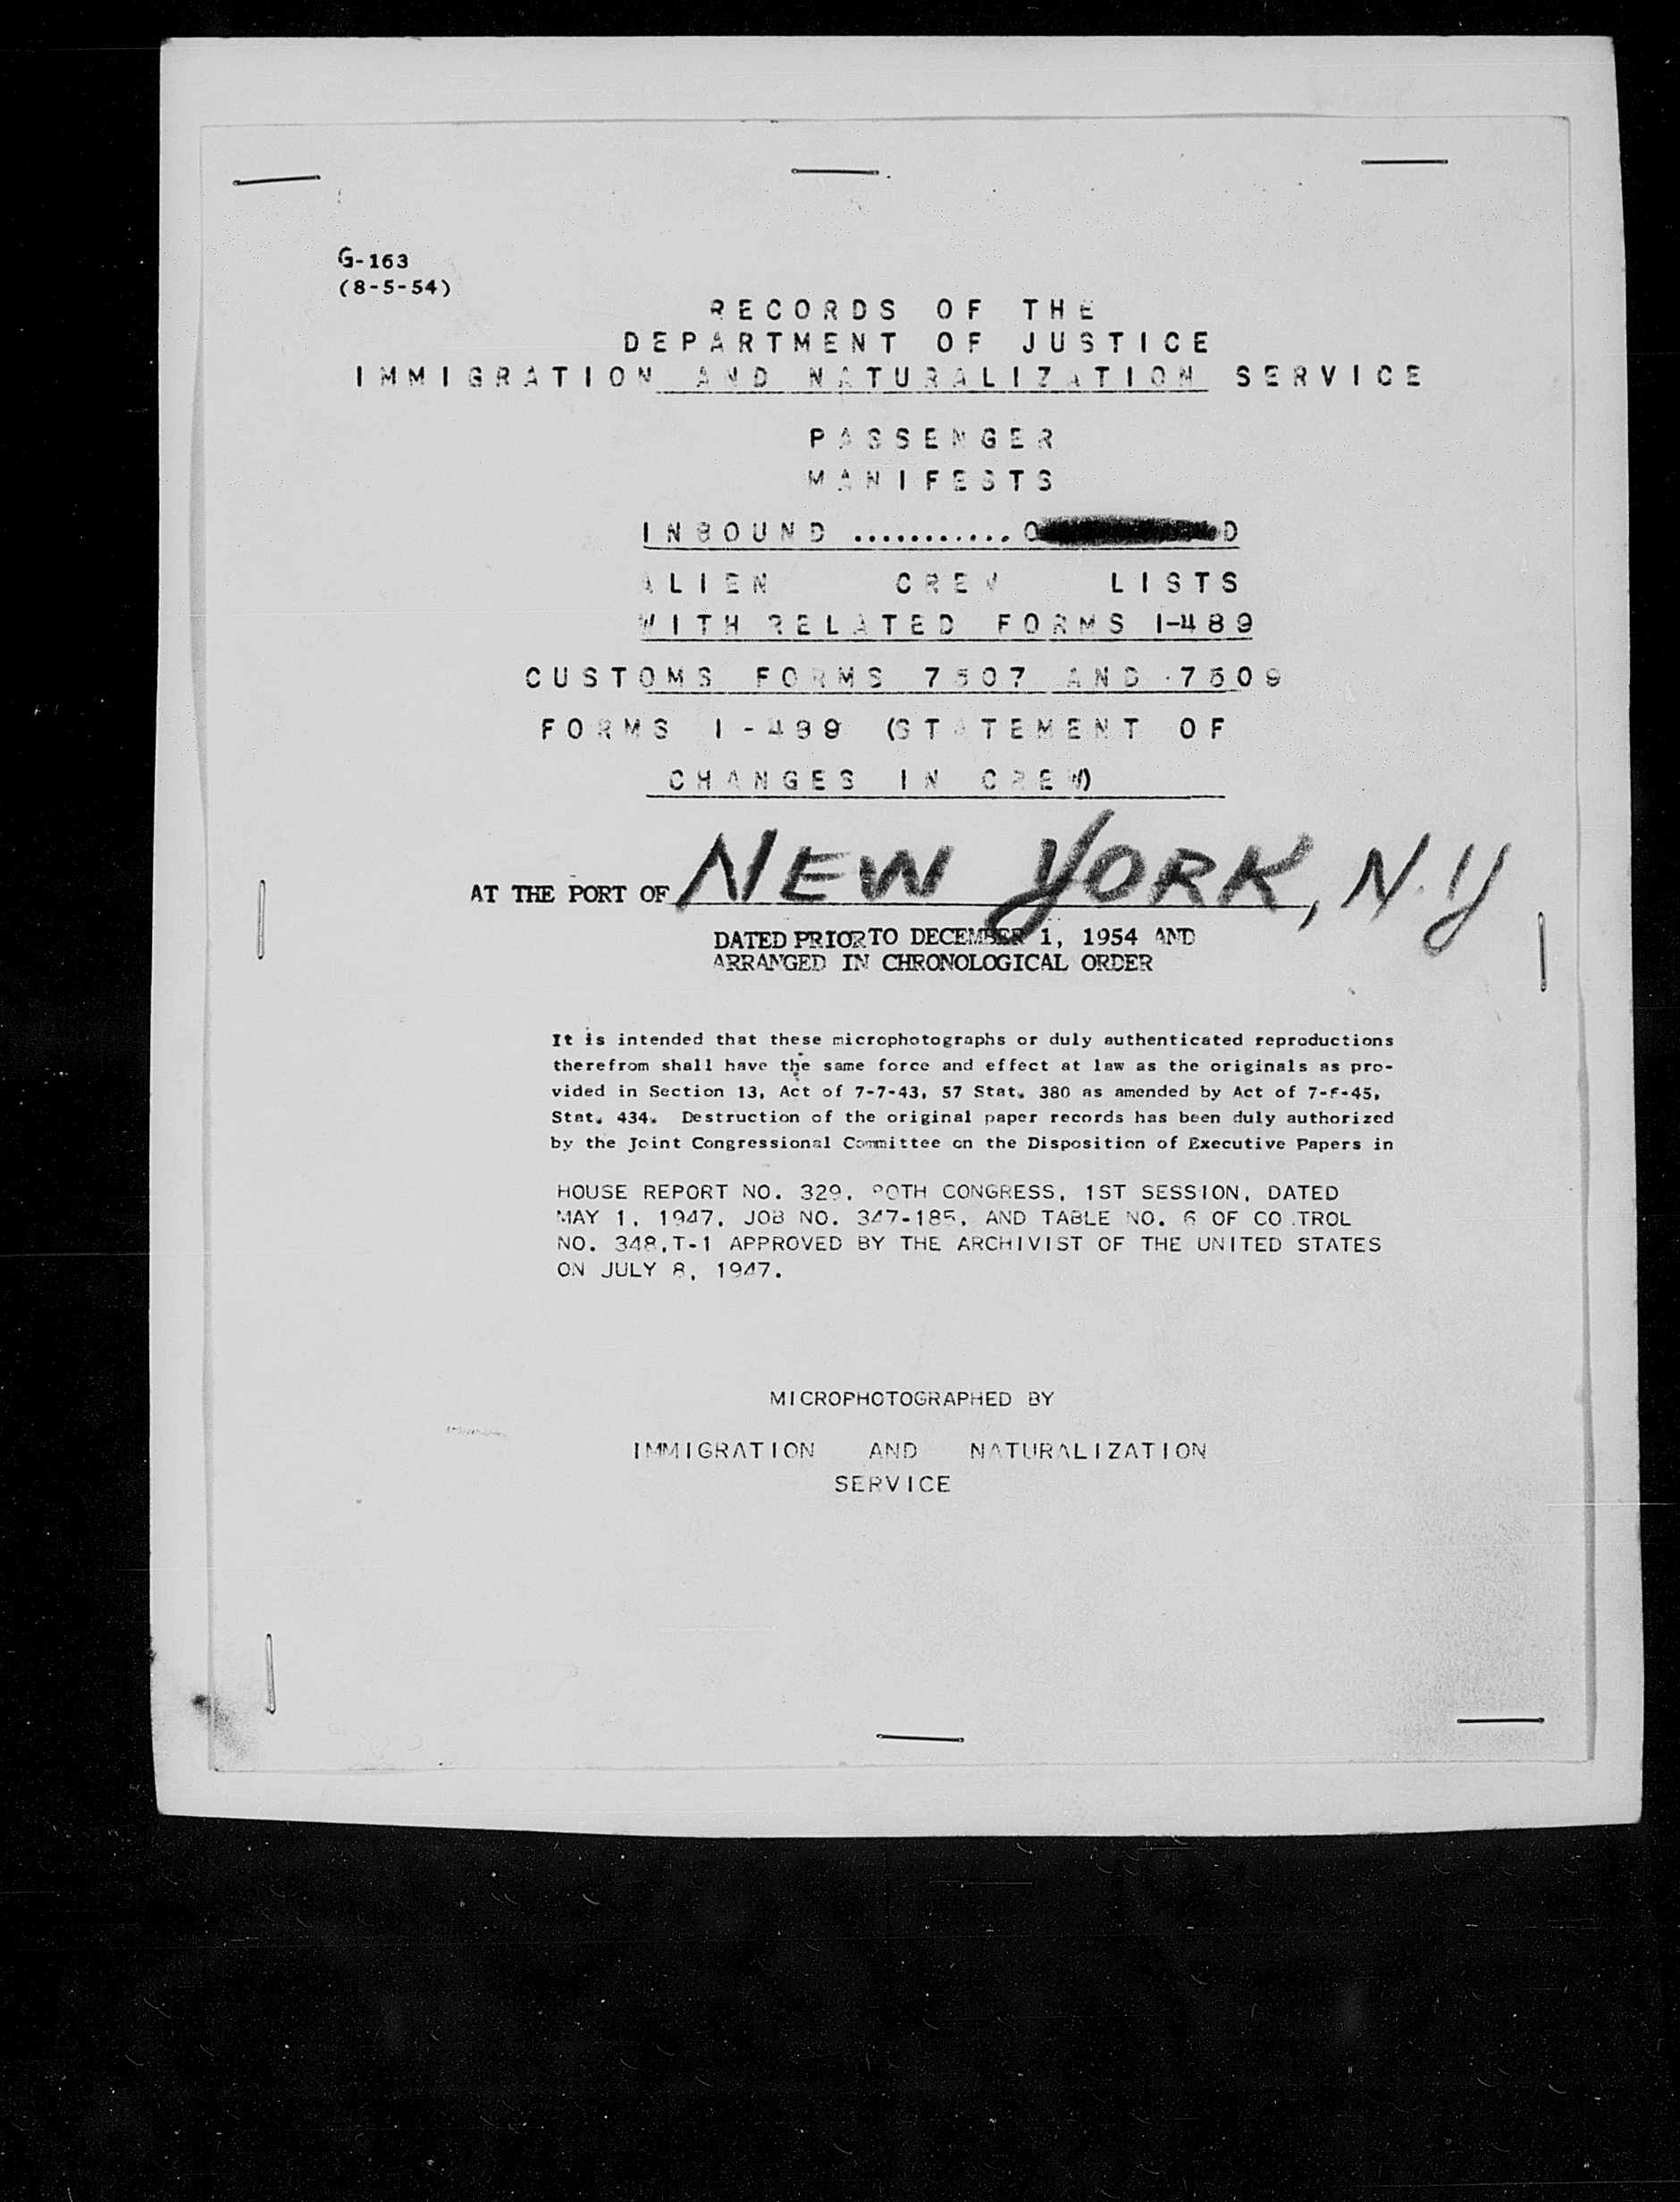 G-163
(8-5-54)
RECORDS OF THE
DEPARTMENT OF JUSTICE
IMMIGRATION AND NATURALIZATION SERVICE
PASSENGER
MANIFESTS
INBOUND ...........O D
ALIEN CREW LISTS
WITH RELATED FORMS I-489
CUSTOMS FORMS 7507 AND 7509
FORMS I-489 (STATEMENT OF
CHANGES IN CREW)
AT THE PORT OF NEW YORK, N.Y
DATED PRIOR TO DECEMBER 1, 1954 AND
ARRANGED IN CHRONOLOGICAL ORDER
It is intended that these microphotographs or duly authenticated reproductions
therefrom shall have the same force and effect at law as the originals as pro-
vided in Section 13, Act of 7-7-43, 57 Stat. 380 as amended by Act of 7-6-45,
Stat. 434. Destruction of the original paper records has been duly authorized
by the Joint Congressional Committee on the Disposition of Executive Papers in
HOUSE REPORT NO. 329, 80TH CONGRESS, 1ST SESSION, DATED
MAY 1, 1947, JOB NO. 347-185, AND TABLE NO. 6 OF CO TROL
NO. 348,T-1 APPROVED BY THE ARCHIVIST OF THE UNITED STATES
ON JULY 8, 1947.
MICROPHOTOGRAPHED BY
IMMIGRATION AND NATURALIZATION
SERVICE